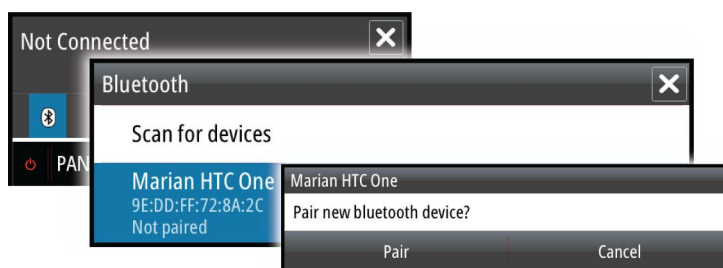 Not Connected
Bluetooth
Scan for devices
PAN
Marian HTC One
9E:DD:FF:72:8A:2C
Not paired
Marian HTC One
Pair new bluetooth device?
Pair Cancel